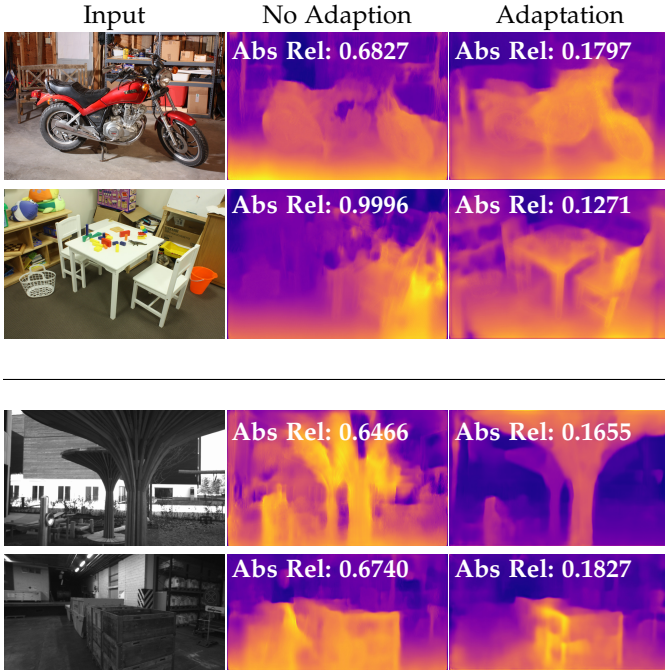 Input No Adaption Adaptation
Abs Rel: 0.6827 Abs Rel: 0.1797
Abs Rel: 0.9996 Abs Rel: 0.1271
Abs Rel: 0.6466 Abs Rel: 0.1655
Abs Rel: 0.6740 Abs Rel: 0.1827